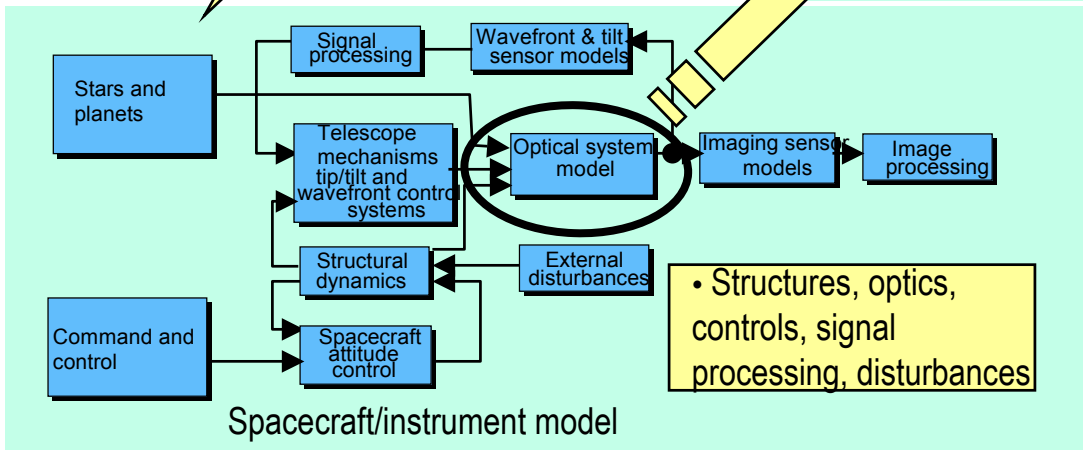 Signal
processing
Wavefront & tilt
sensor models
Stars and
planets
Telescope
mechanisms
tip/tilt and
wavefront control
systems
Optical system
model
Imaging sensor
models
Image
processing
Structural
dynamics
External
disturbances
Command and
control
Spacecraft
attitude
control
• Structures, optics,
controls, signal
processing, disturbances
Spacecraft/instrument model